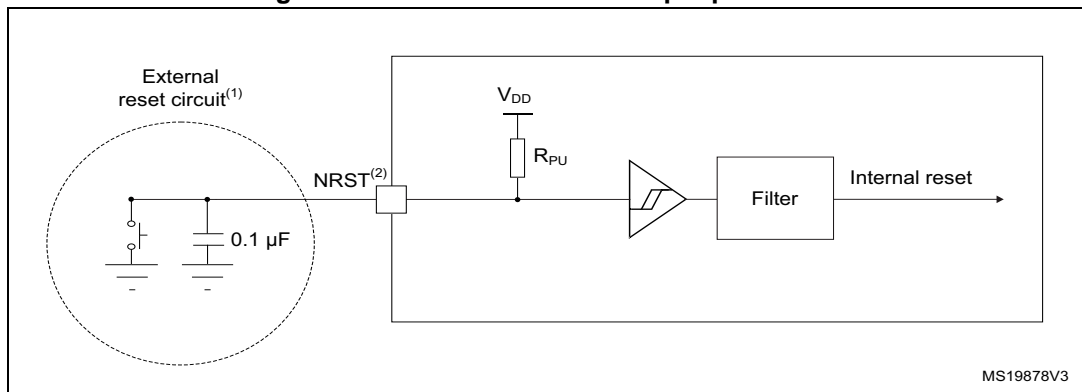 External
reset circuit(1)
VDD
RPU
NRST(2)
Internal reset
Filter
0.1 µF
MS19878V3